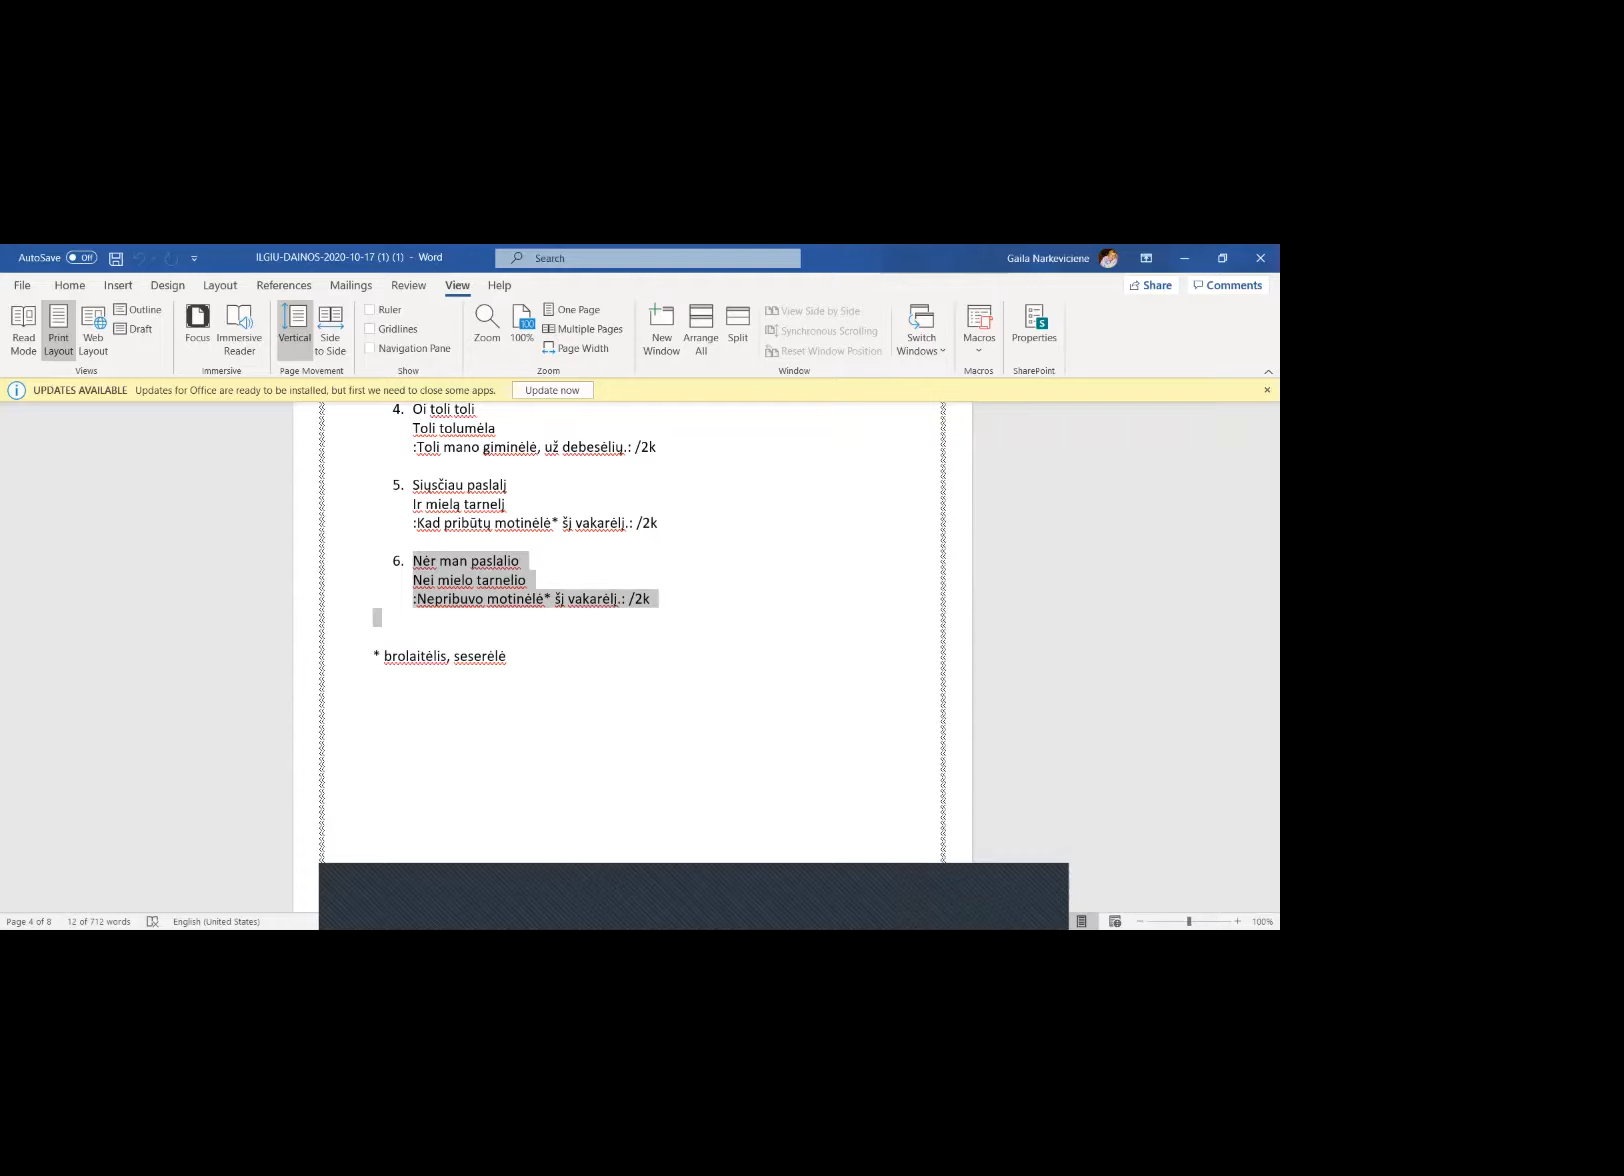 AutoSave Off ILGIU-DAINOS-2020-10-17 (1) (1) - Word Search Gaila Narkeviciene
File Home Insert Design Layout References Mailings Review View Help Share Comments
Read Mode Print Layout Web Layout Outline Draft
Views
Focus Immersive Reader
Immersive
Vertical Side to Side
Page Movement
Ruler
Gridlines
Navigation Pane
Show
Zoom 100% One Page Multiple Pages Page Width
Zoom
New Window Arrange All Split
View Side by Side
Synchronous Scrolling
Reset Window Position
Switch Windows
Window
Macros
Macros
Properties
SharePoint
UPDATES AVAILABLE Updates for Office are ready to be installed, but first we need to close some apps. Update now
4. Oi toli toli
Toli tolumėla
:Toli mano giminėlė, už debesėlių.: /2k
5. Siųsčiau paslalį
Ir mielą tarnelį
:Kad pribūtų motinėlė* šį vakarėlį.: /2k
6. Nėr man paslalio
Nei mielo tarnelio
:Nepribuvo motinėlė* šį vakarėlį.: /2k
* brolaitėlis, seserėlė
Page 4 of 8 12 of 712 words English (United States) 100%